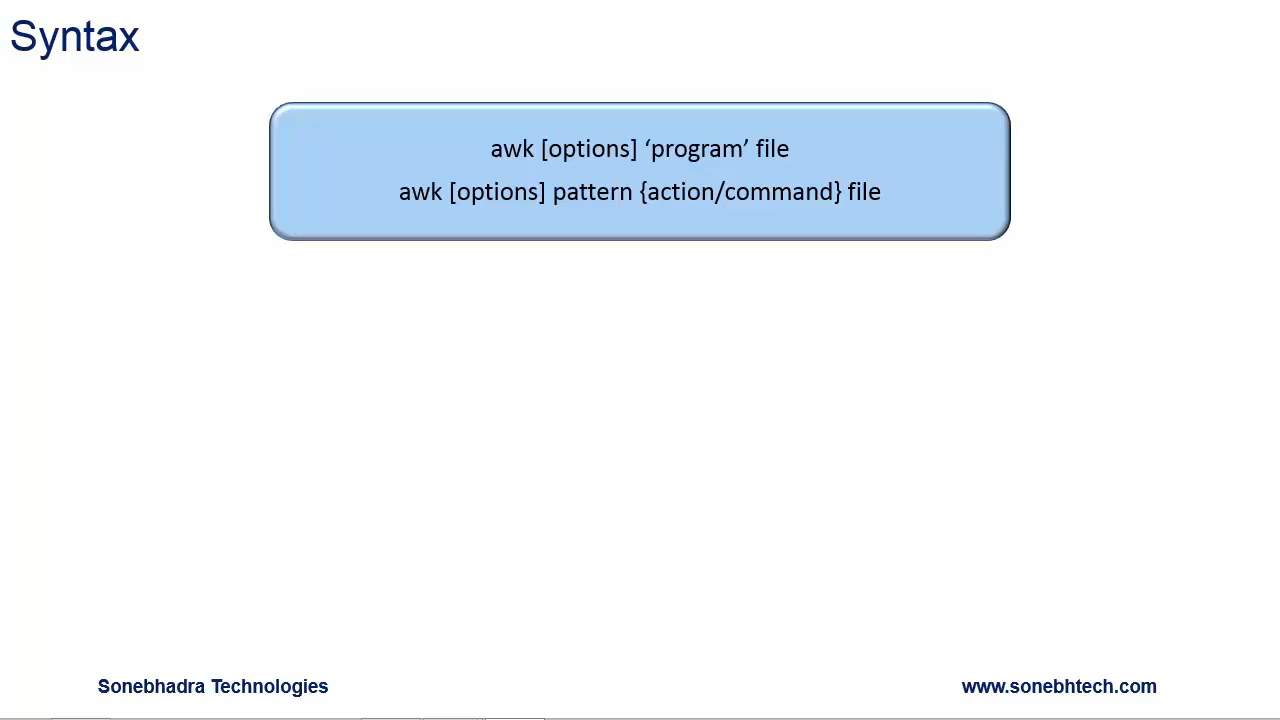 Syntax
awk [options] ‘program’ file
awk [options] pattern {action/command} file
Sonebhadra Technologies
www.sonebhtech.com